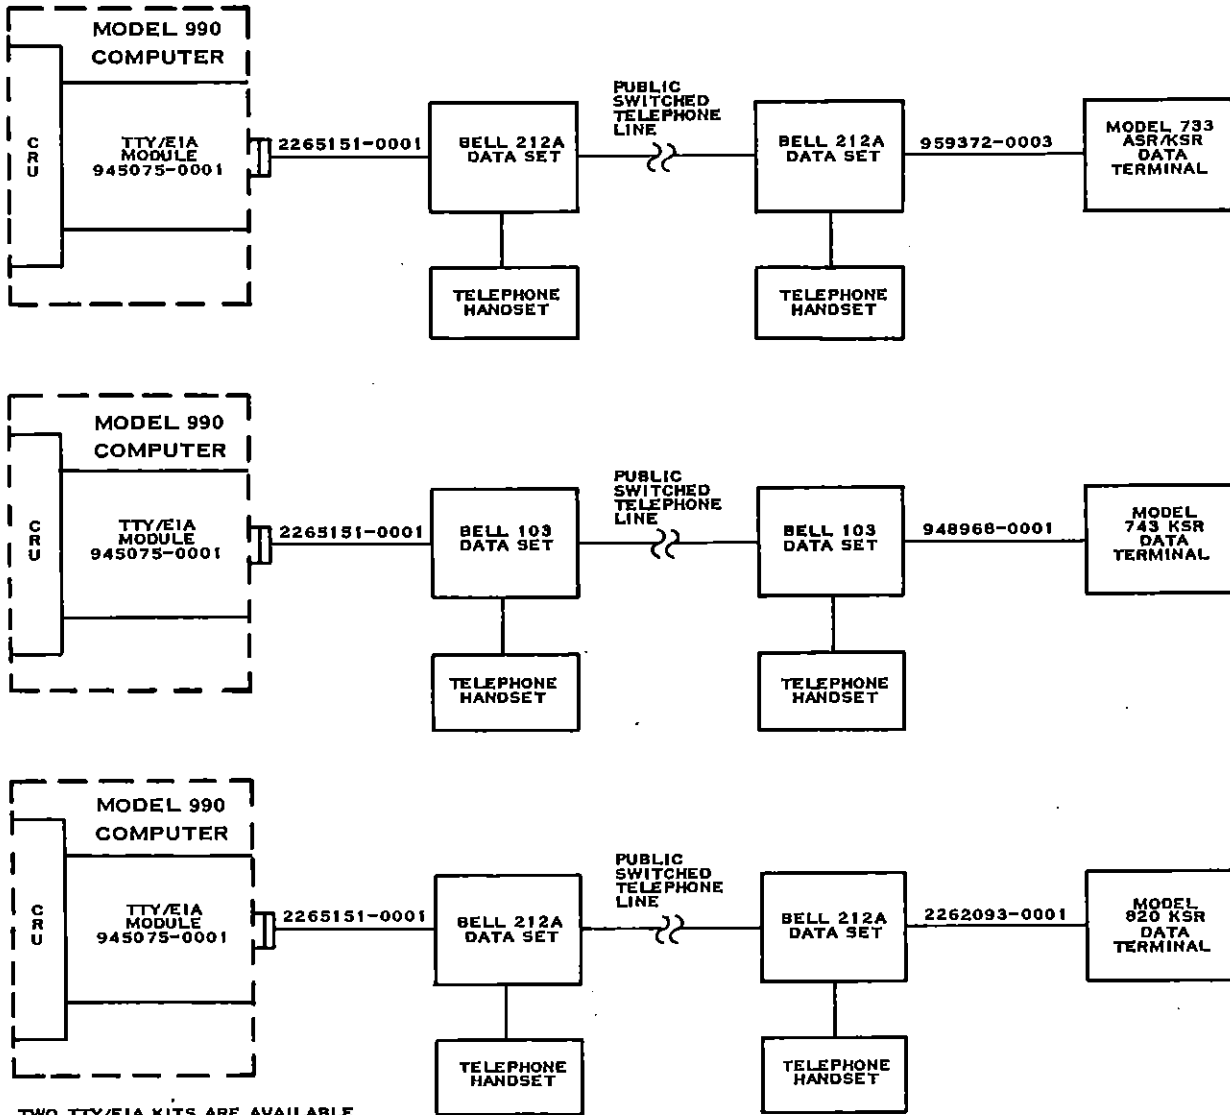 MODEL 990
COMPUTER
CRU
TTY/EIA
MODULE
945075-0001
2265151-0001
BELL 212A
DATA SET
TELEPHONE
HANDSET
PUBLIC
SWITCHED
TELEPHONE
LINE
BELL 212A
DATA SET
TELEPHONE
HANDSET
959372-0003
MODEL 733
ASR/KSR
DATA
TERMINAL
MODEL 990
COMPUTER
CRU
TTY/EIA
MODULE
945075-0001
2265151-0001
BELL 103
DATA SET
TELEPHONE
HANDSET
PUBLIC
SWITCHED
TELEPHONE
LINE
BELL 103
DATA SET
TELEPHONE
HANDSET
948968-0001
MODEL
743 KSR
DATA
TERMINAL
MODEL 990
COMPUTER
CRU
TTY/EIA
MODULE
945075-0001
2265151-0001
BELL 212A
DATA SET
TELEPHONE
HANDSET
PUBLIC
SWITCHED
TELEPHONE
LINE
BELL 212A
DATA SET
TELEPHONE
HANDSET
2262093-0001
MODEL
820 KSR
DATA
TERMINAL
TWO TTY/EIA KITS ARE AVAILABLE